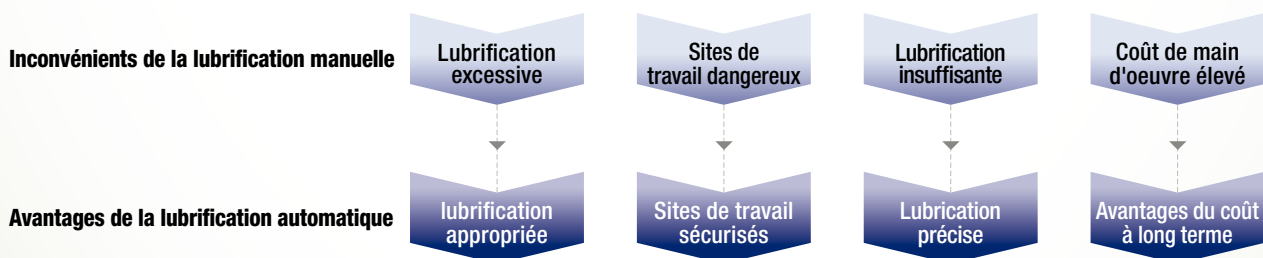 Inconvénients de la lubrification manuelle
Lubrification
excessive
Sites de
travail dangereux
Lubrification
insuffisante
Coût de main
d'oeuvre élevé
Avantages de la lubrification automatique
lubrification
appropriée
Sites de travail
sécurisés
Lubrication
précise
Avantages du coût
à long terme